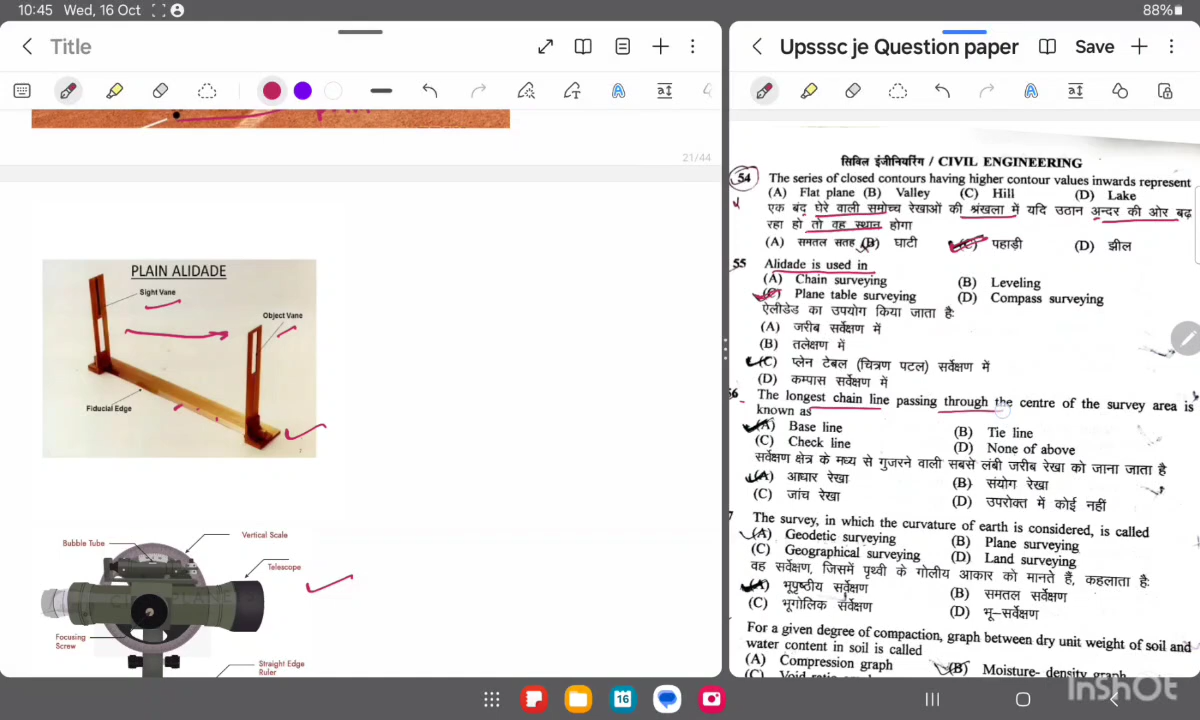 10:45 Wed, 16 Oct
88%
Title
21/44
PLAIN ALIDADE
Sight Vane
Object Vane
Fiducial Edge
Bubble Tube
Vertical Scale
Telescope
Focusing
Screw
Straight Edge
Ruler
Upsssc je Question paper
Save
सिविल इंजीनियरिंग / CIVIL ENGINEERING
54 The series of closed contours having higher contour values inwards represent
(A) Flat plane (B) Valley (C) Hill (D) Lake
एक बंद घेरे वाली समोच्च रेखाओं की श्रंखला में यदि उठान अन्दर की ओर बढ़
रहा हो तो वह स्थान होगा
(A) समतल सतह (B) घाटी (C) पहाड़ी (D) झील
55 Alidade is used in
(A) Chain surveying (B) Leveling
(C) Plane table surveying (D) Compass surveying
ऐलीडेड का उपयोग किया जाता है:
(A) जरीब सर्वेक्षण में
(B) तलेक्षण में
(C) प्लेन टेबल (चित्रण पटल) सर्वेक्षण में
(D) कम्पास सर्वेक्षण में
56 The longest chain line passing through the centre of the survey area is
known as
(A) Base line (B) Tie line
(C) Check line (D) None of above
सर्वेक्षण क्षेत्र के मध्य से गुजरने वाली सबसे लंबी जरीब रेखा को जाना जाता है
(A) आधार रेखा (B) संयोग रेखा
(C) जांच रेखा (D) उपरोक्त में कोई नहीं
7 The survey, in which the curvature of earth is considered, is called
(A) Geodetic surveying (B) Plane surveying
(C) Geographical surveying (D) Land surveying
वह सर्वेक्षण, जिसमें पृथ्वी के गोलीय आकार को मानते हैं, कहलाता है:
(A) भूपृष्ठीय सर्वेक्षण (B) समतल सर्वेक्षण
(C) भूगोलिक सर्वेक्षण (D) भू-सर्वेक्षण
For a given degree of compaction, graph between dry unit weight of soil and
water content in soil is called
(A) Compression graph (B) Moisture- density graph
(C) Void ratio
16
InShOt